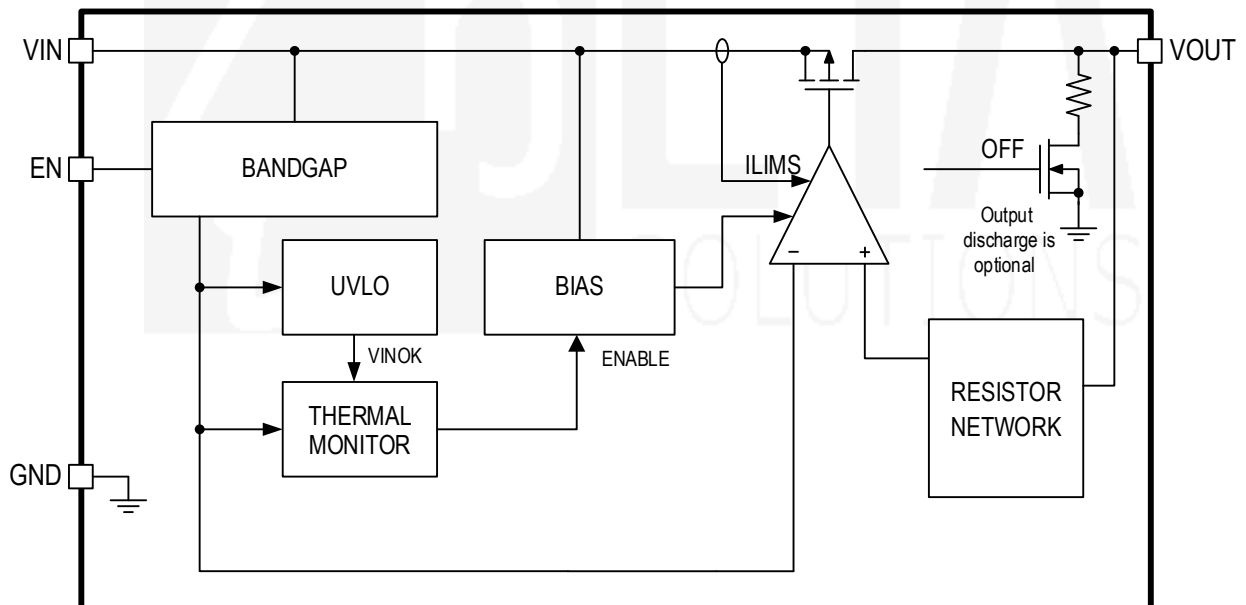 VIN
VOUT
EN
BANDGAP
ILIMS
OFF
Output
discharge is
optional
- +
UVLO
BIAS
VINOK
ENABLE
THERMAL
MONITOR
RESISTOR
NETWORK
GND
SOLUTIONS